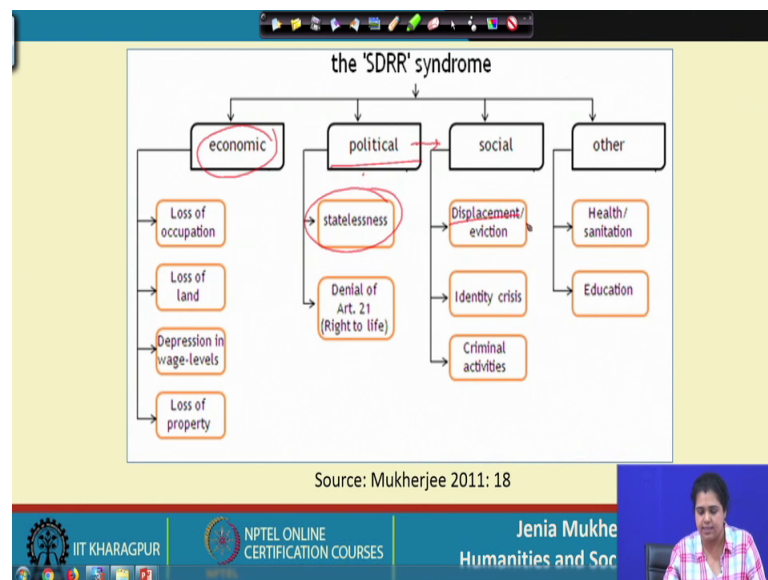 the 'SDRR' syndrome
economic
political
social
other
Loss of
occupation
Loss of
land
Depression in
wage-levels
Loss of
property
statelessness
Denial of
Art. 21
(Right to life)
Displacement/
eviction
Identity crisis
Criminal
activities
Health/
sanitation
Education
Source: Mukherjee 2011: 18
IIT KHARAGPUR
NPTEL ONLINE
CERTIFICATION COURSES
Jenia Mukhe
Humanities and Soc